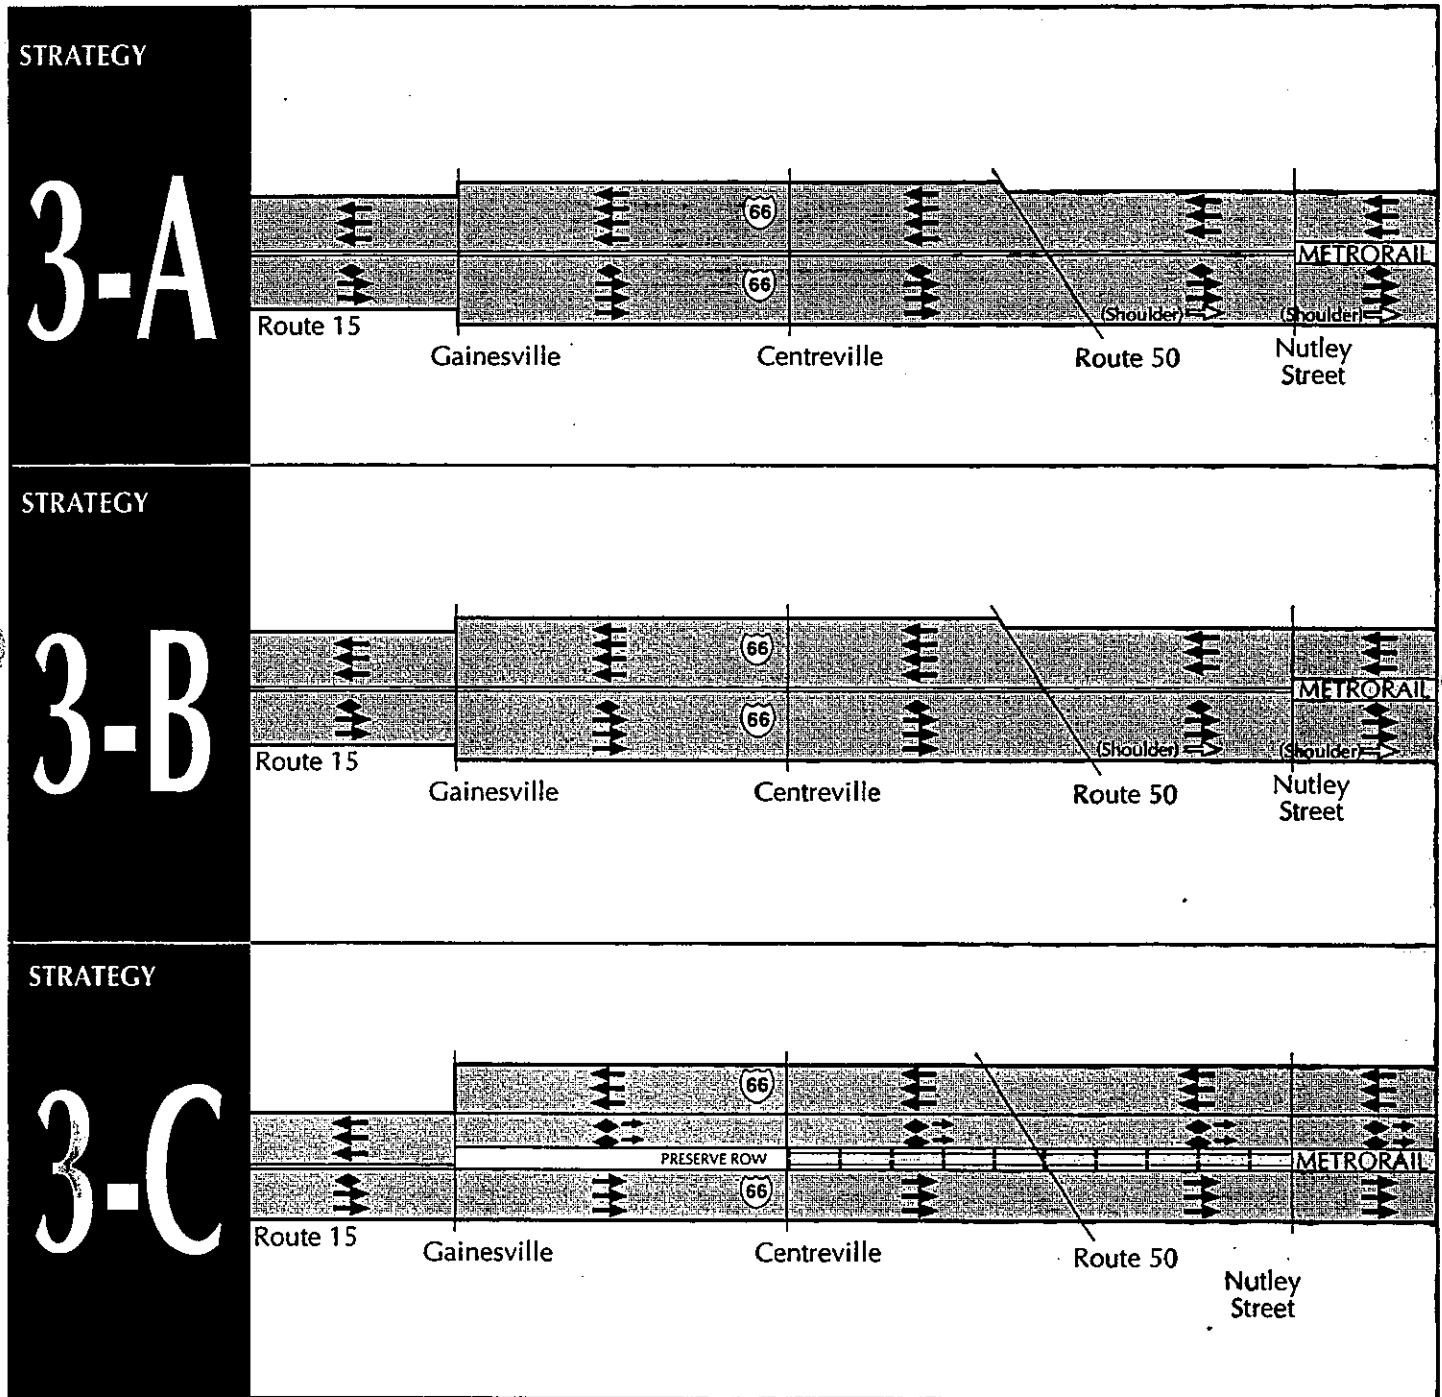 STRATEGY
3-A
66
66
METRORAIL
(Shoulder)
(Shoulder)
Route 15
Gainesville
Centreville
Route 50
Nutley
Street
STRATEGY
3-B
66
66
METRORAIL
(Shoulder)
(Shoulder)
Route 15
Gainesville
Centreville
Route 50
Nutley
Street
STRATEGY
3-C
66
PRESERVE ROW
METRORAIL
66
Route 15
Gainesville
Centreville
Route 50
Nutley
Street